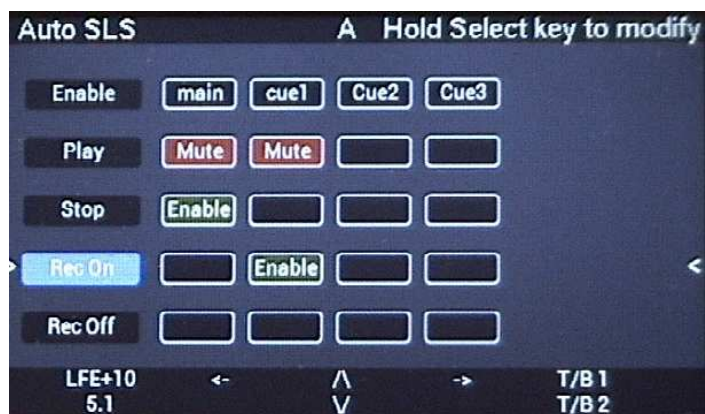 Auto SLS A Hold Select key to modify
Enable main cue1 Cue2 Cue3
Play Mute Mute
Stop Enable
> Rec On Enable <
Rec Off
LFE+10 <- /\ -> T/B 1
5.1 \/ T/B 2